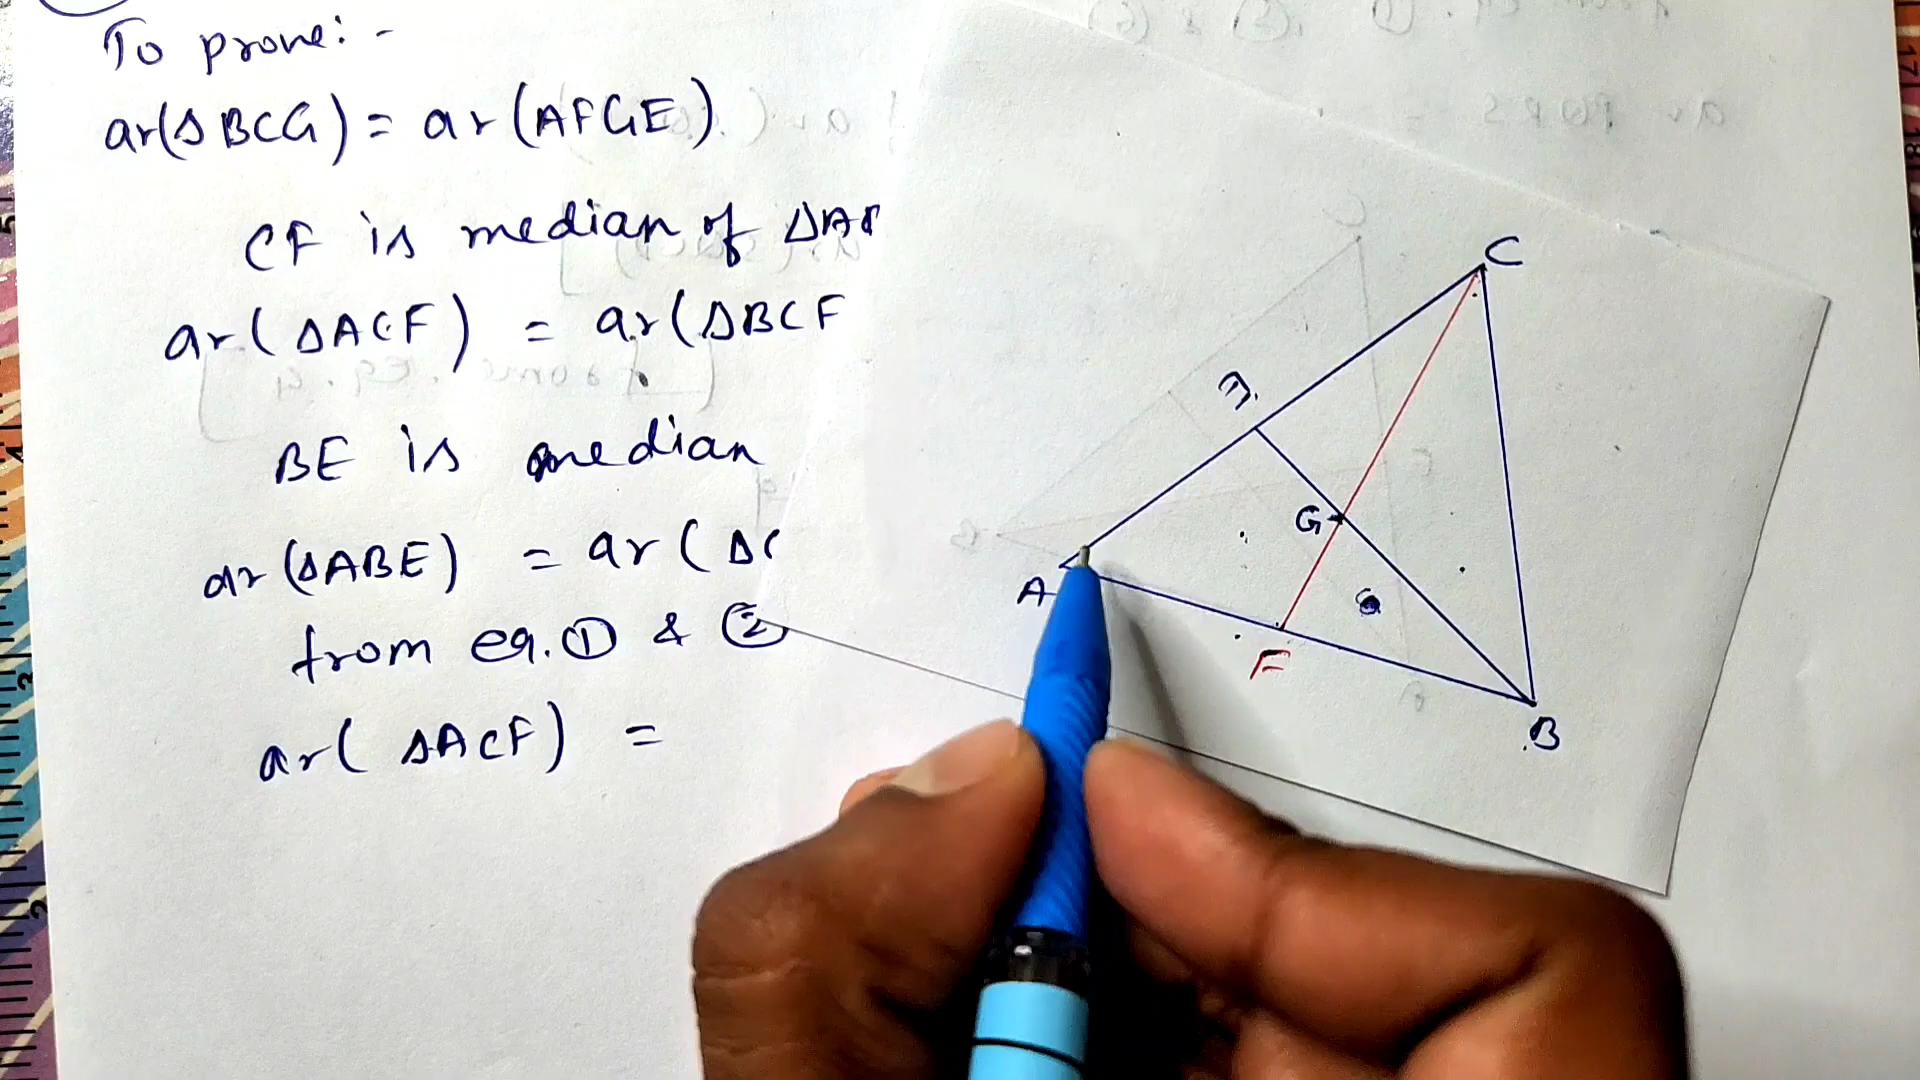 To prove:-
ar(ΔBCG) = ar(AFGE)
CF is median of
ar(ΔACF) = ar(ΔBCF
BE is median
ar(ΔABE) = ar(Δ
from eq. ① & ②
ar(ΔACF) =
C
E
G
G
A
F
B